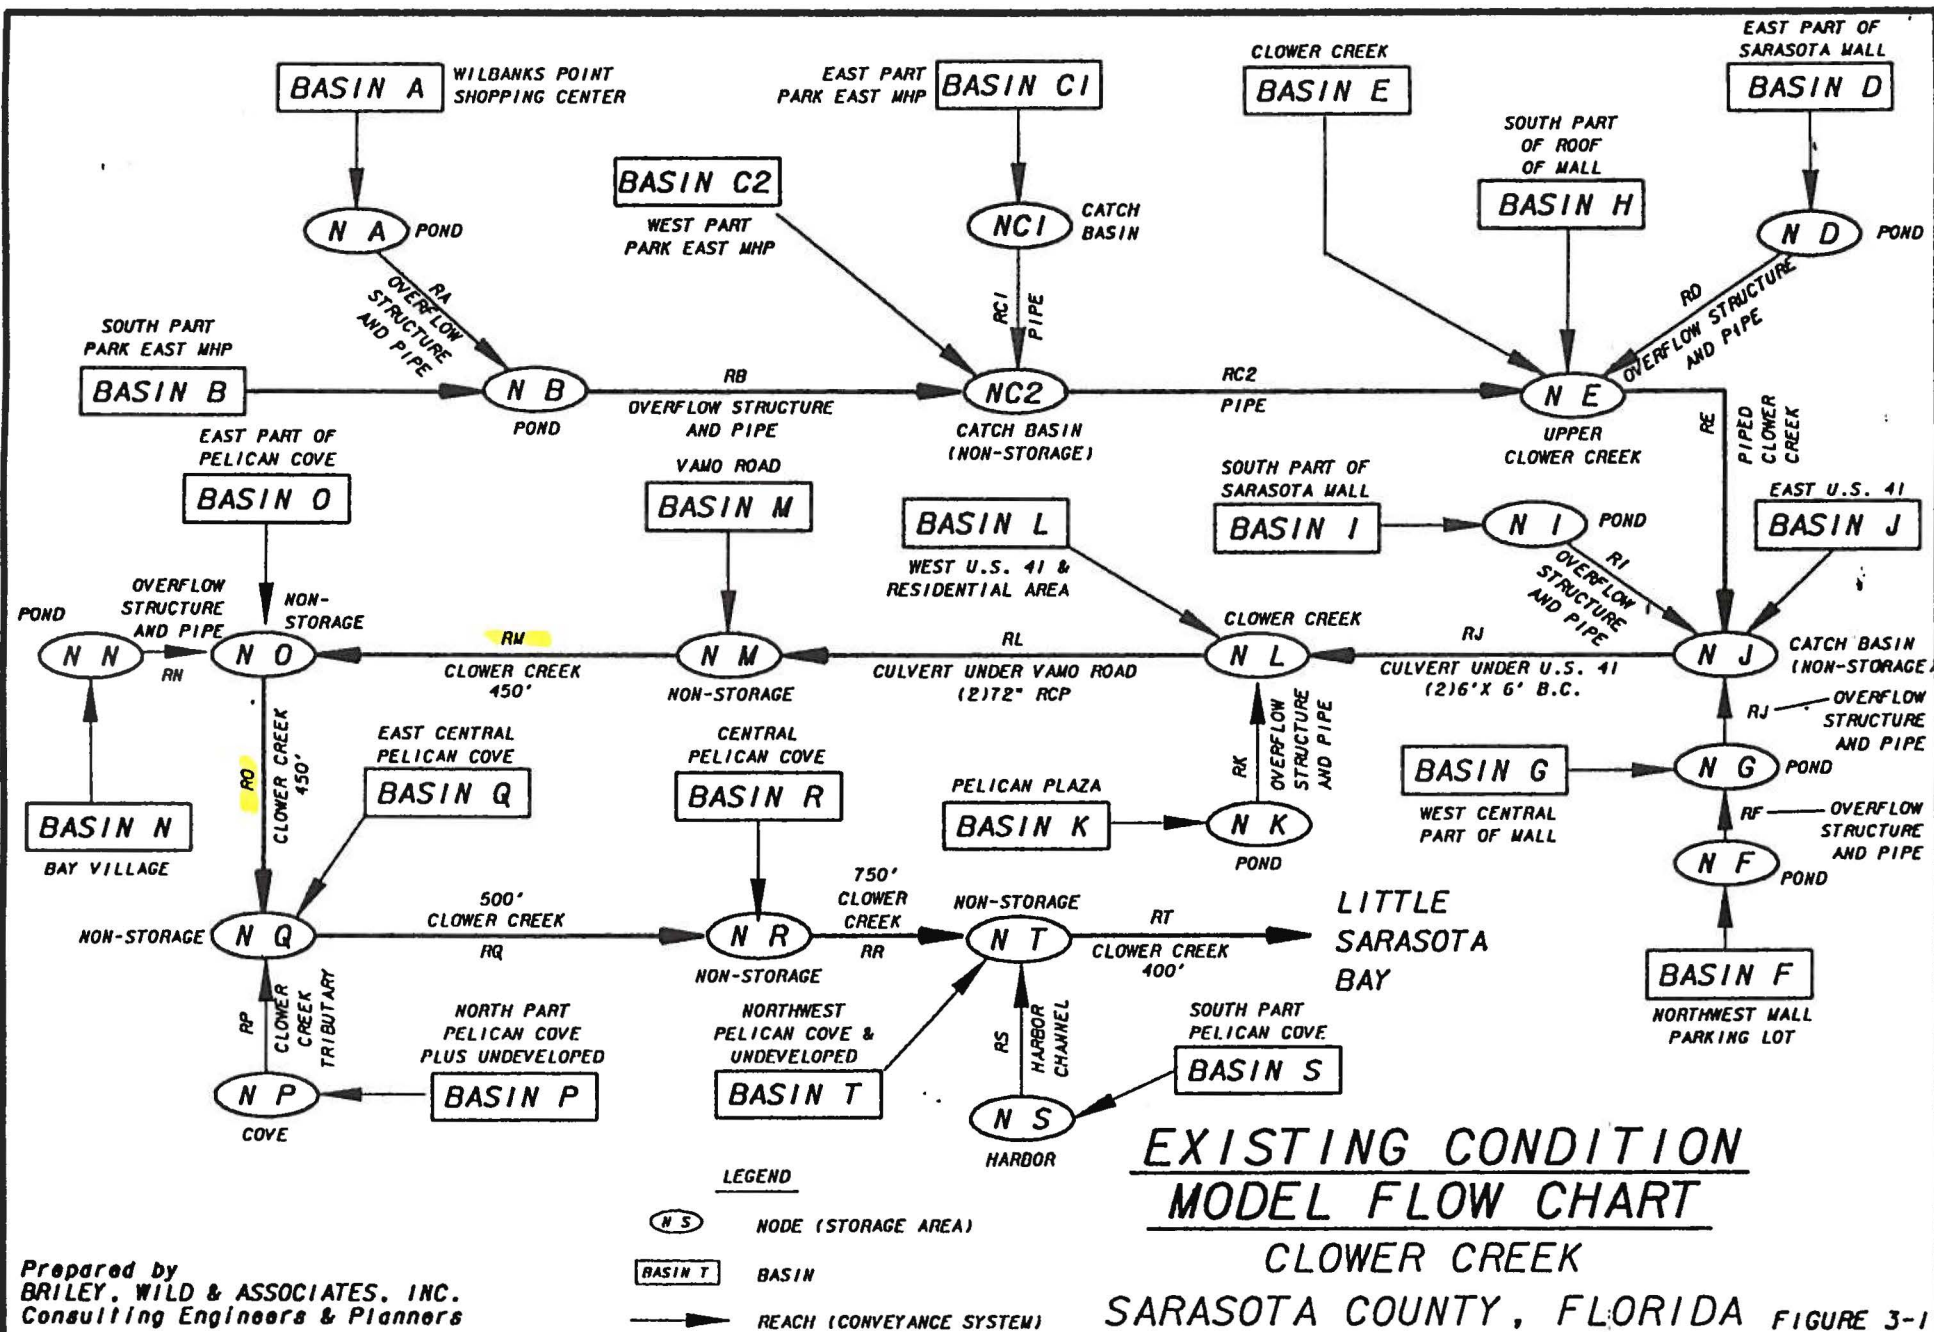 BASIN A
WILBANKS POINT
SHOPPING CENTER
EAST PART
PARK EAST MHP
BASIN C1
CLOWER CREEK
BASIN E
EAST PART OF
SARASOTA MALL
BASIN D
SOUTH PART
OF ROOF
OF MALL
BASIN H
BASIN C2
WEST PART
PARK EAST MHP
N A
POND
NC1
CATCH
BASIN
N D
POND
RA
OVERFLOW
STRUCTURE
AND PIPE
RC1
PIPE
RD
OVERFLOW STRUCTURE
AND PIPE
SOUTH PART
PARK EAST MHP
BASIN B
N B
POND
RB
OVERFLOW STRUCTURE
AND PIPE
NC2
CATCH BASIN
(NON-STORAGE)
RC2
PIPE
N E
UPPER
CLOWER CREEK
RE
PIPED
CLOWER
CREEK
EAST PART OF
PELICAN COVE
BASIN O
VAMO ROAD
BASIN M
BASIN L
WEST U.S. 41 &
RESIDENTIAL AREA
SOUTH PART OF
SARASOTA MALL
BASIN I
N I
POND
RI
OVERFLOW
STRUCTURE
AND PIPE
EAST U.S. 41
BASIN J
POND
N N
OVERFLOW
STRUCTURE
AND PIPE
RN
NON-
STORAGE
N O
RM
CLOWER CREEK
450'
N M
NON-STORAGE
RL
CULVERT UNDER VAMO ROAD
(2)72" RCP
CLOWER CREEK
N L
RJ
CULVERT UNDER U.S. 41
(2)6'X 6' B.C.
N J
CATCH BASIN
(NON-STORAGE)
RJ
OVERFLOW
STRUCTURE
AND PIPE
RO
CLOWER CREEK
450'
EAST CENTRAL
PELICAN COVE
BASIN Q
CENTRAL
PELICAN COVE
BASIN R
RK
OVERFLOW
STRUCTURE
AND PIPE
BASIN G
WEST CENTRAL
PART OF MALL
N G
POND
BASIN N
BAY VILLAGE
PELICAN PLAZA
BASIN K
N K
POND
RF
OVERFLOW
STRUCTURE
AND PIPE
N F
POND
NON-STORAGE
N Q
500'
CLOWER CREEK
RQ
N R
NON-STORAGE
750'
CLOWER
CREEK
RR
NON-STORAGE
N T
RT
CLOWER CREEK
400'
LITTLE
SARASOTA
BAY
BASIN F
NORTHWEST MALL
PARKING LOT
RP
CLOWER
CREEK
TRIBUTARY
NORTH PART
PELICAN COVE
PLUS UNDEVELOPED
BASIN P
N P
COVE
NORTHWEST
PELICAN COVE &
UNDEVELOPED
BASIN T
RS
HARBOR
CHANNEL
SOUTH PART
PELICAN COVE
BASIN S
N S
HARBOR
LEGEND
N S
NODE (STORAGE AREA)
BASIN T
BASIN
REACH (CONVEYANCE SYSTEM)
EXISTING CONDITION
MODEL FLOW CHART
CLOWER CREEK
SARASOTA COUNTY, FLORIDA
FIGURE 3-1
Prepared by
BRILEY, WILD & ASSOCIATES, INC.
Consulting Engineers & Planners